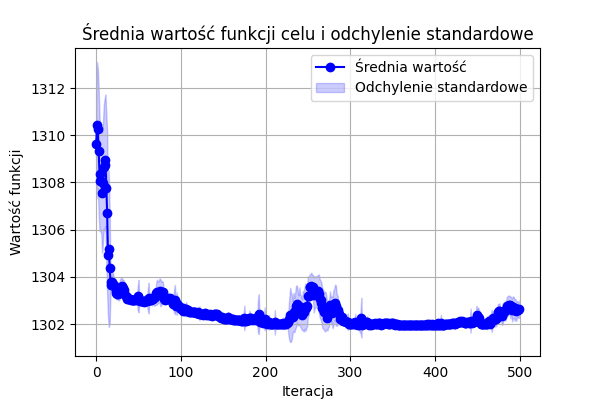 Średnia wartość funkcji celu i odchylenie standardowe
Średnia wartość
Odchylenie standardowe
Wartość funkcji
1312
1310
1308
1306
1304
1302
0 100 200 300 400 500
Iteracja